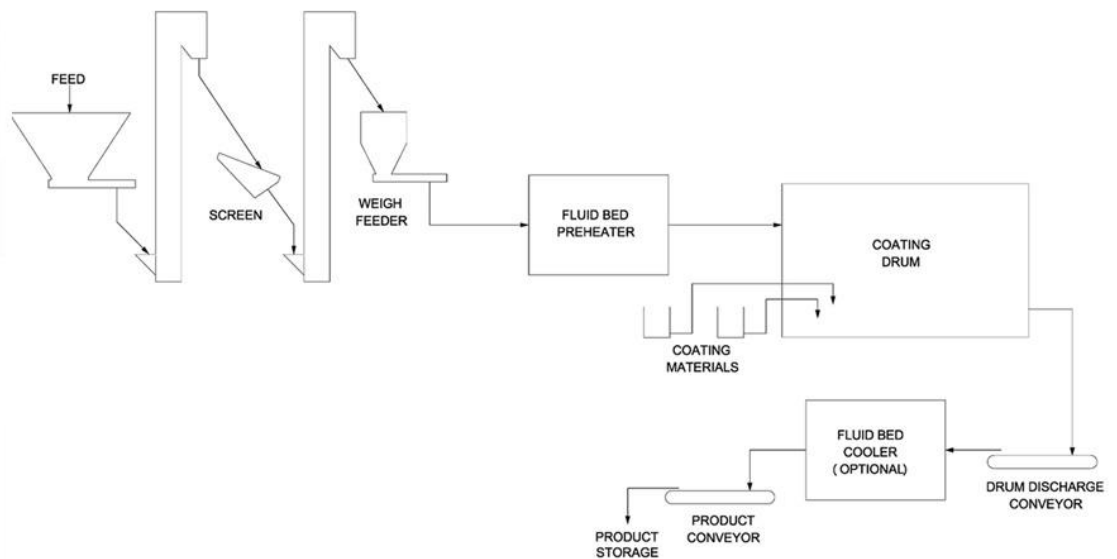 FEED
SCREEN
WEIGH
FEEDER
FLUID BED
PREHEATER
COATING
DRUM
COATING
MATERIALS
FLUID BED
COOLER
( OPTIONAL)
DRUM DISCHARGE
CONVEYOR
PRODUCT
CONVEYOR
PRODUCT
STORAGE